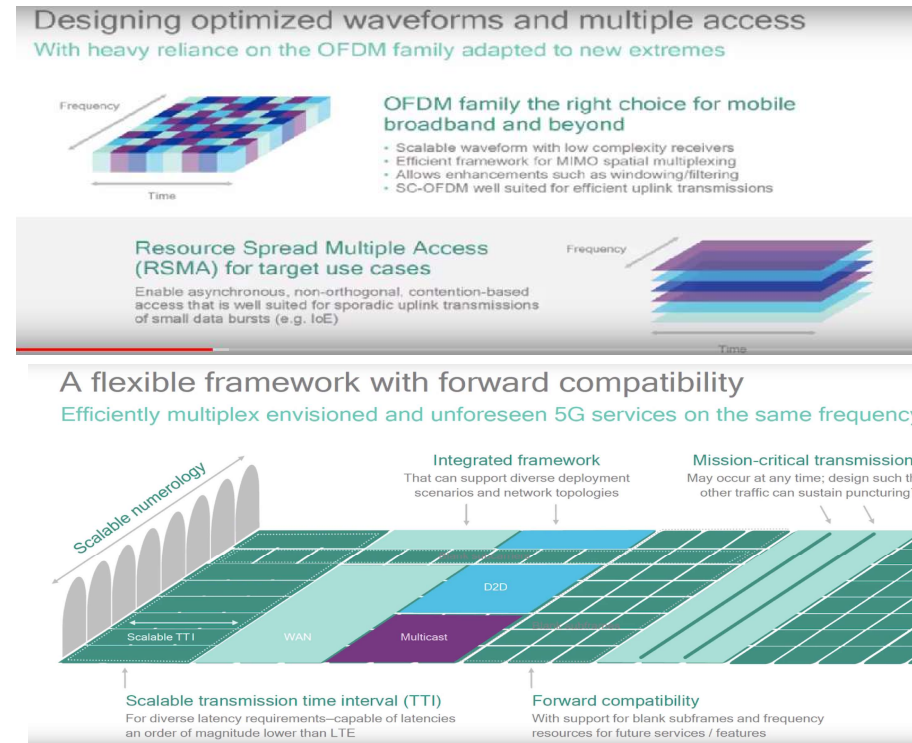 Designing optimized waveforms and multiple access
With heavy reliance on the OFDM family adapted to new extremes
Frequency
Time
OFDM family the right choice for mobile
broadband and beyond
• Scalable waveform with low complexity receivers
• Efficient framework for MIMO spatial multiplexing
• Allows enhancements such as windowing/filtering
• SC-OFDM well suited for efficient uplink transmissions
Resource Spread Multiple Access
(RSMA) for target use cases
Enable asynchronous, non-orthogonal, contention-based
access that is well suited for sporadic uplink transmissions
of small data bursts (e.g. IoE)
Frequency
Time
A flexible framework with forward compatibility
Efficiently multiplex envisioned and unforeseen 5G services on the same frequency
Scalable numerology
Integrated framework
That can support diverse deployment
scenarios and network topologies
Mission-critical transmission
May occur at any time; design such th
other traffic can sustain puncturing
D2D
Scalable TTI
WAN
Multicast
Scalable transmission time interval (TTI)
For diverse latency requirements—capable of latencies
an order of magnitude lower than LTE
Forward compatibility
With support for blank subframes and frequency
resources for future services / features